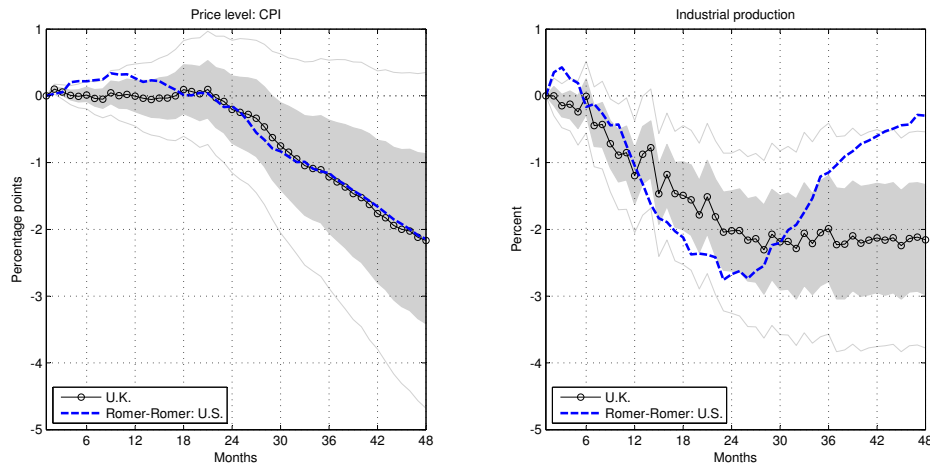 Price level: CPI
1
0
-1
-2
-3
-4
-5
Percentage points
6 12 18 24 30 36 42 48
Months
U.K.
Romer-Romer: U.S.
Industrial production
1
0
-1
-2
-3
-4
-5
Percent
6 12 18 24 30 36 42 48
Months
U.K.
Romer-Romer: U.S.